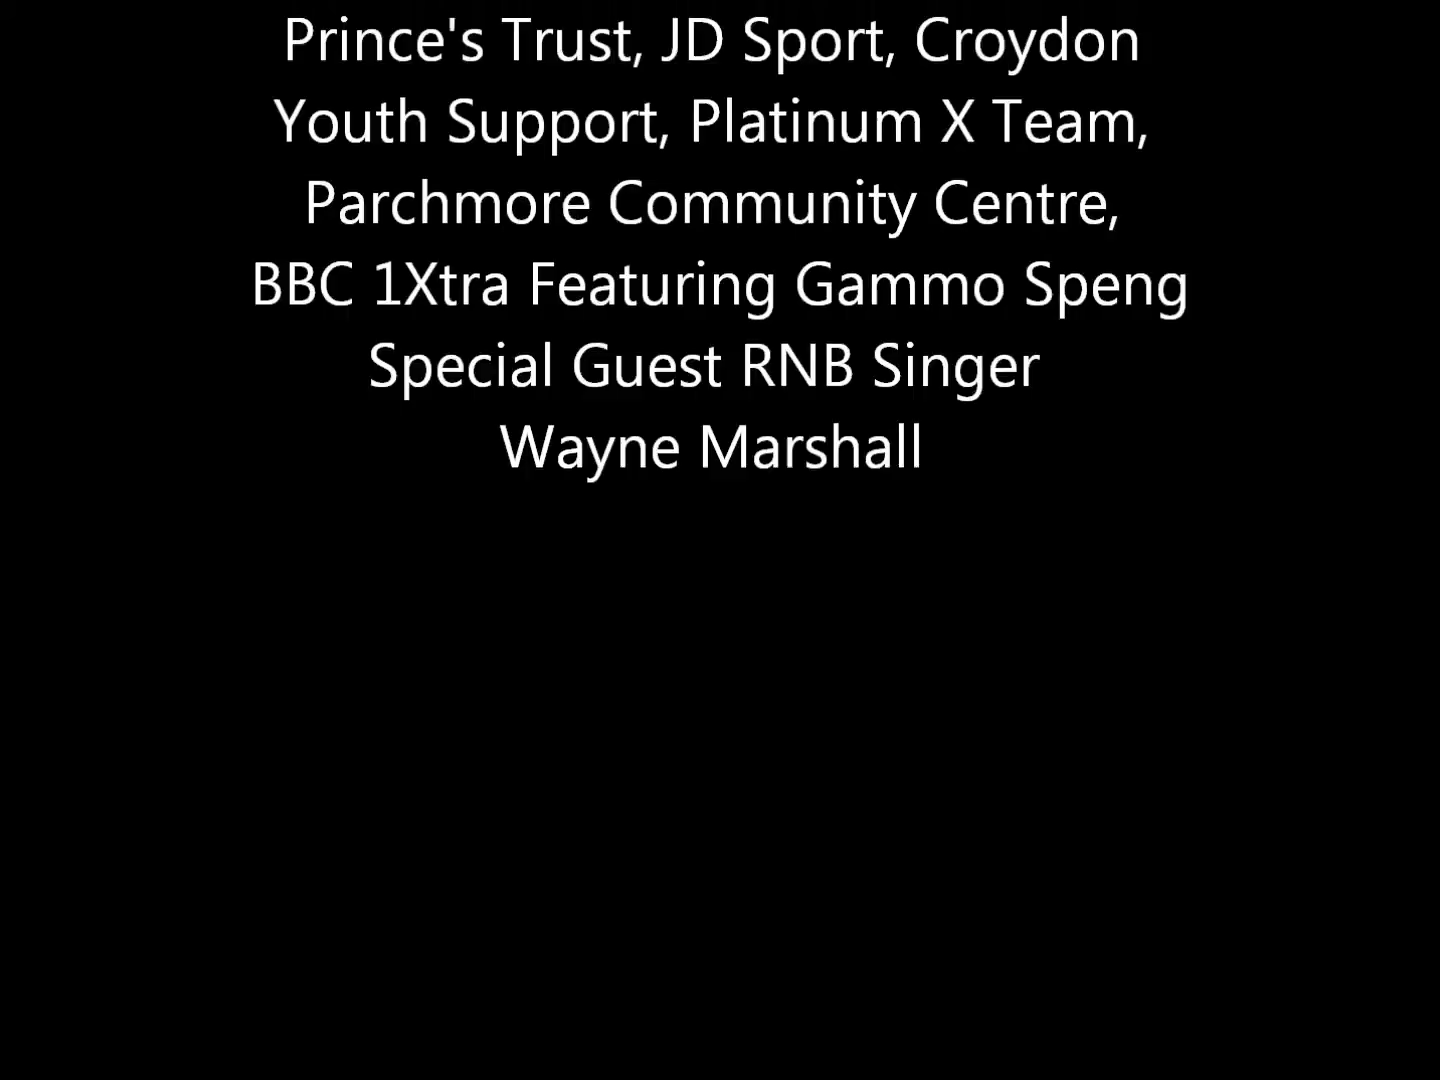 Prince's Trust, JD Sport, Croydon
Youth Support, Platinum X Team,
Parchmore Community Centre,
BBC 1Xtra Featuring Gammo Speng
Special Guest RNB Singer
Wayne Marshall